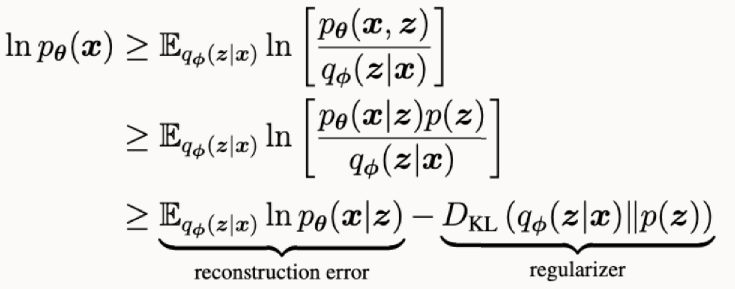 ln p_θ(x) ≥ 𝔼_{q_ϕ(z|x)} ln [ p_θ(x, z) / q_ϕ(z|x) ]
≥ 𝔼_{q_ϕ(z|x)} ln [ p_θ(x|z)p(z) / q_ϕ(z|x) ]
≥ 𝔼_{q_ϕ(z|x)} ln p_θ(x|z) − D_KL (q_ϕ(z|x)‖p(z))
reconstruction error regularizer